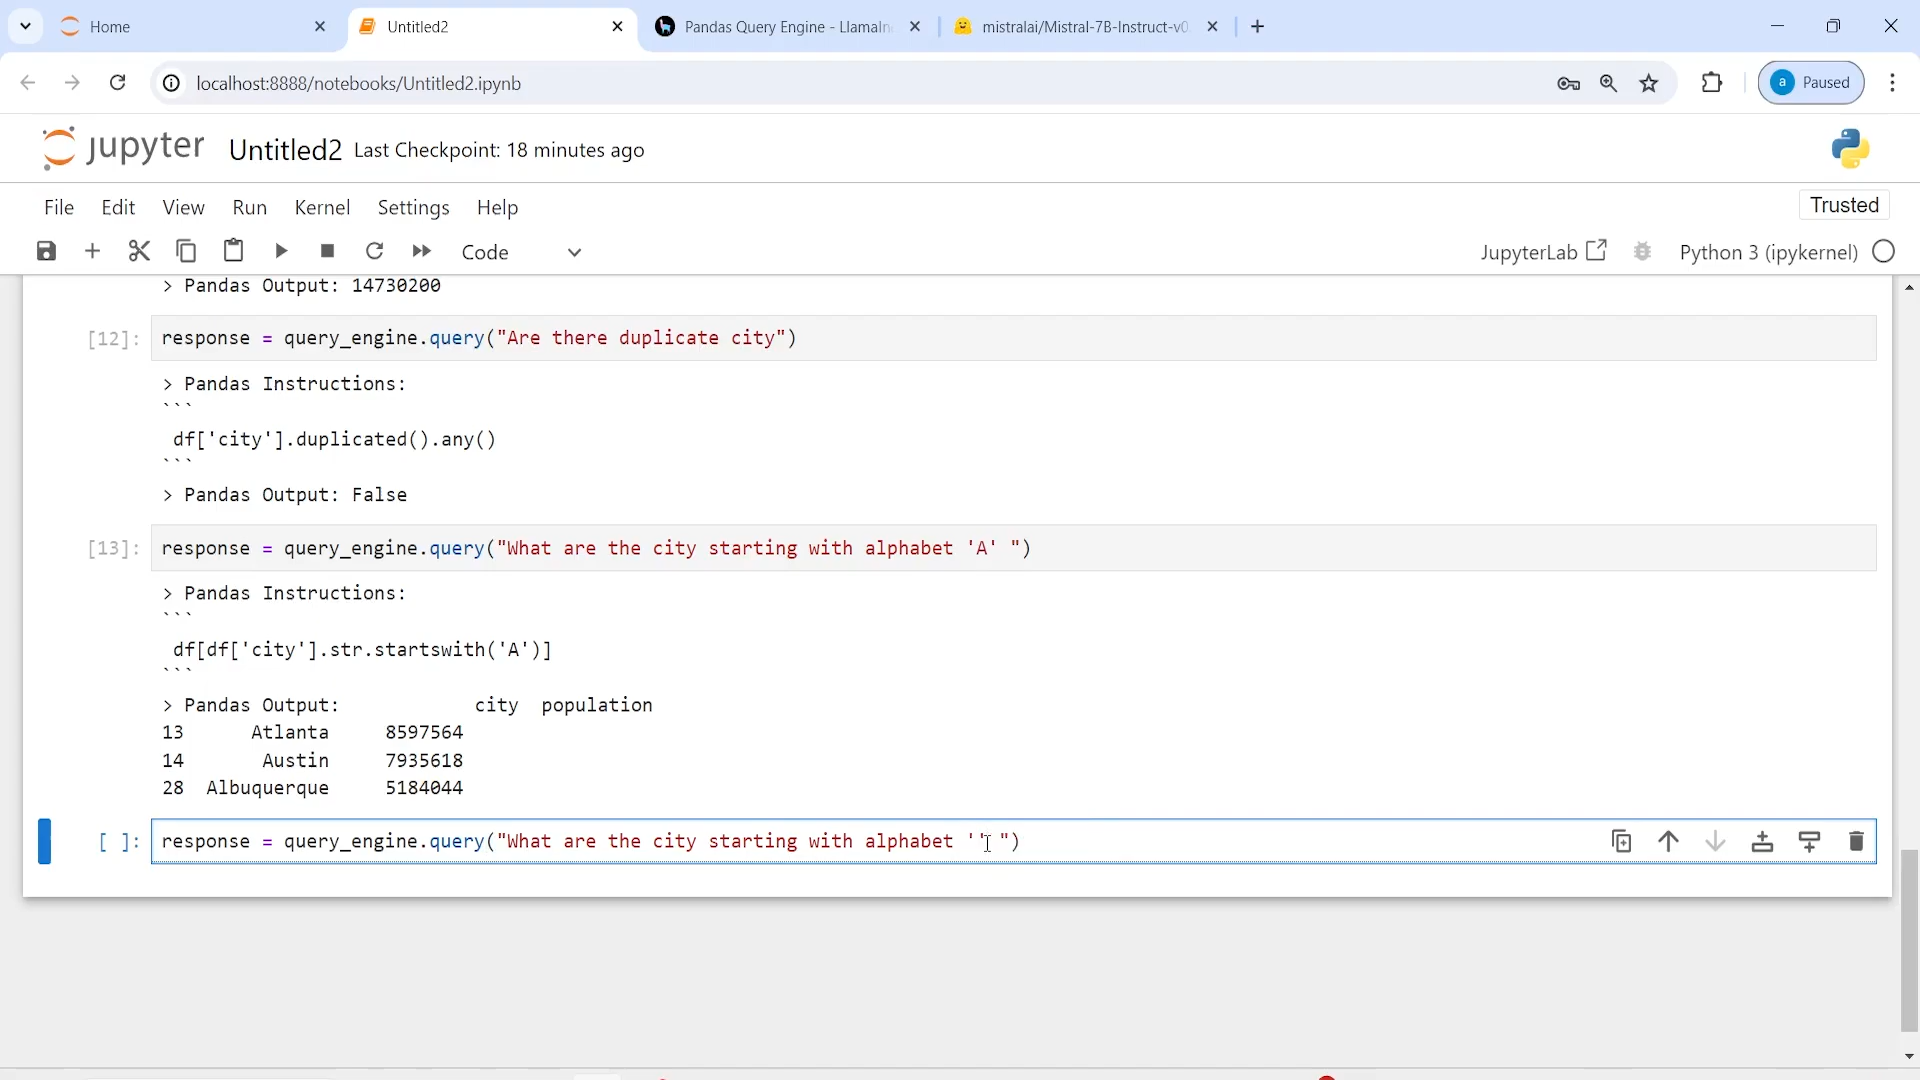 Home
Untitled2
Pandas Query Engine - LlamaIn
mistralai/Mistral-7B-Instruct-v0.
localhost:8888/notebooks/Untitled2.ipynb
a Paused
jupyter Untitled2 Last Checkpoint: 18 minutes ago
File Edit View Run Kernel Settings Help
Trusted
Code
JupyterLab
Python 3 (ipykernel)
> Pandas Output: 14730200
[12]: response = query_engine.query("Are there duplicate city")
> Pandas Instructions:
```
df['city'].duplicated().any()
```
> Pandas Output: False
[13]: response = query_engine.query("What are the city starting with alphabet 'A' ")
> Pandas Instructions:
```
df[df['city'].str.startswith('A')]
```
> Pandas Output: city population
13 Atlanta 8597564
14 Austin 7935618
28 Albuquerque 5184044
[ ]: response = query_engine.query("What are the city starting with alphabet '' ")